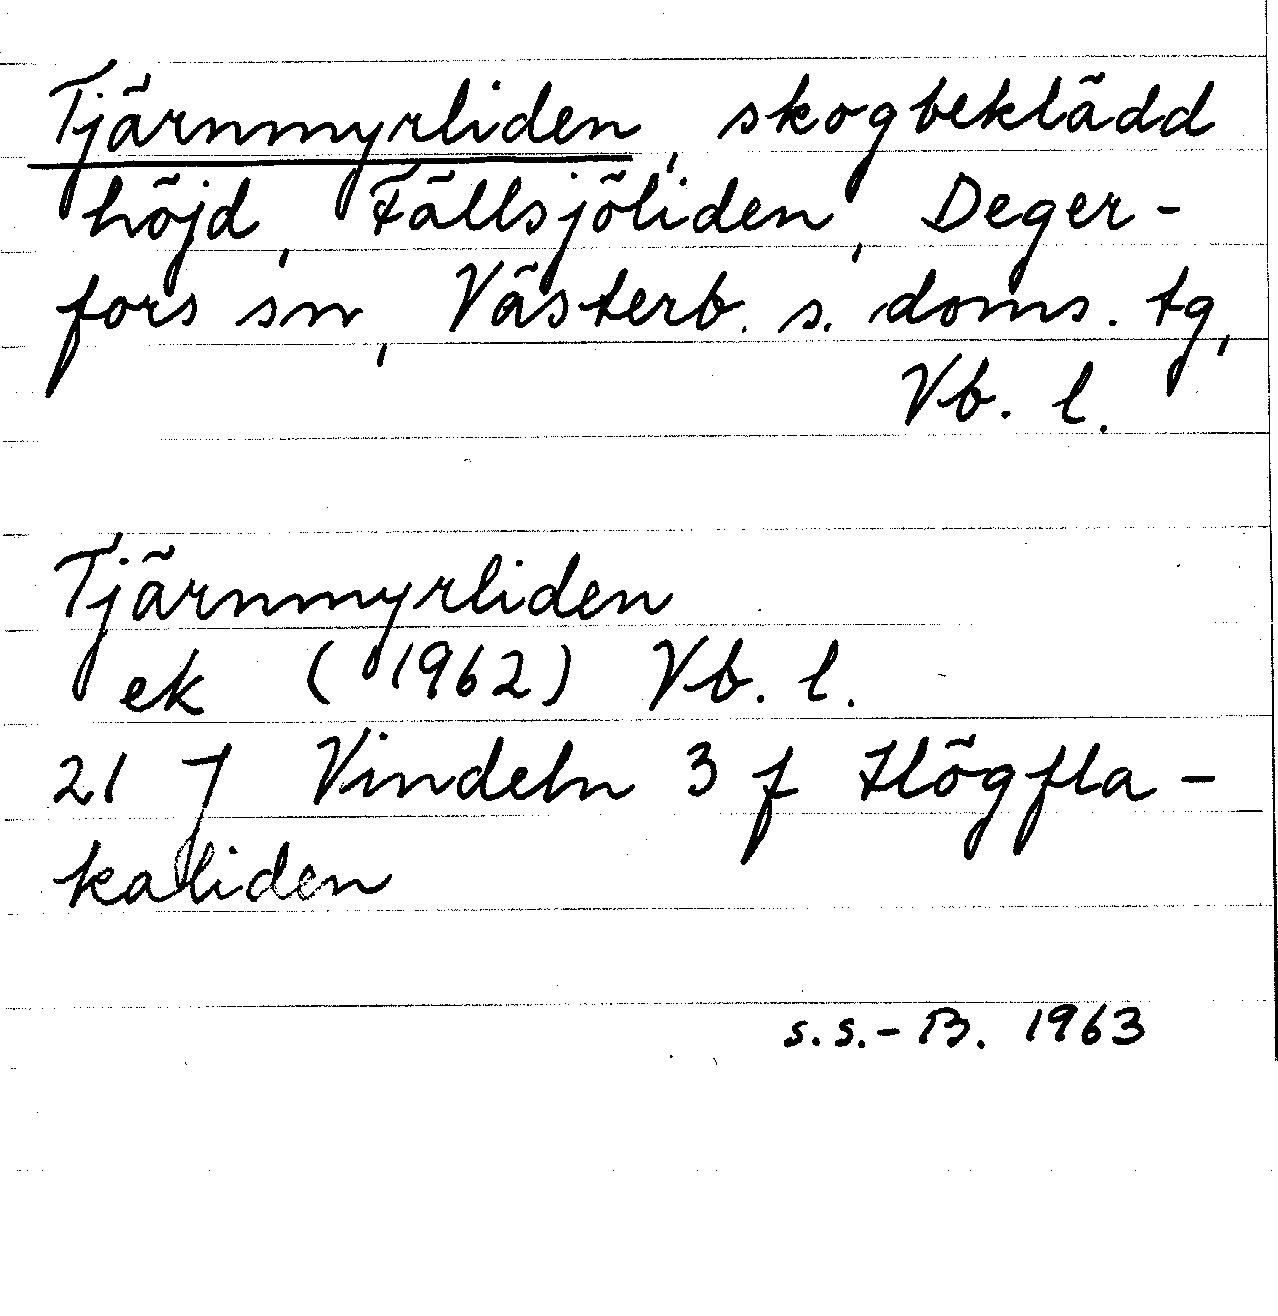 Tjärnmyrliden, skogbeklädd
höjd, Fällsjöliden, Deger-
fors sn, Västerb. s. doms. tg,
Vb. l.
Tjärnmyrliden
ek (1962) Vb. l.
21 J Vindeln 3 f Högfla-
kaliden
S.S.-B. 1963